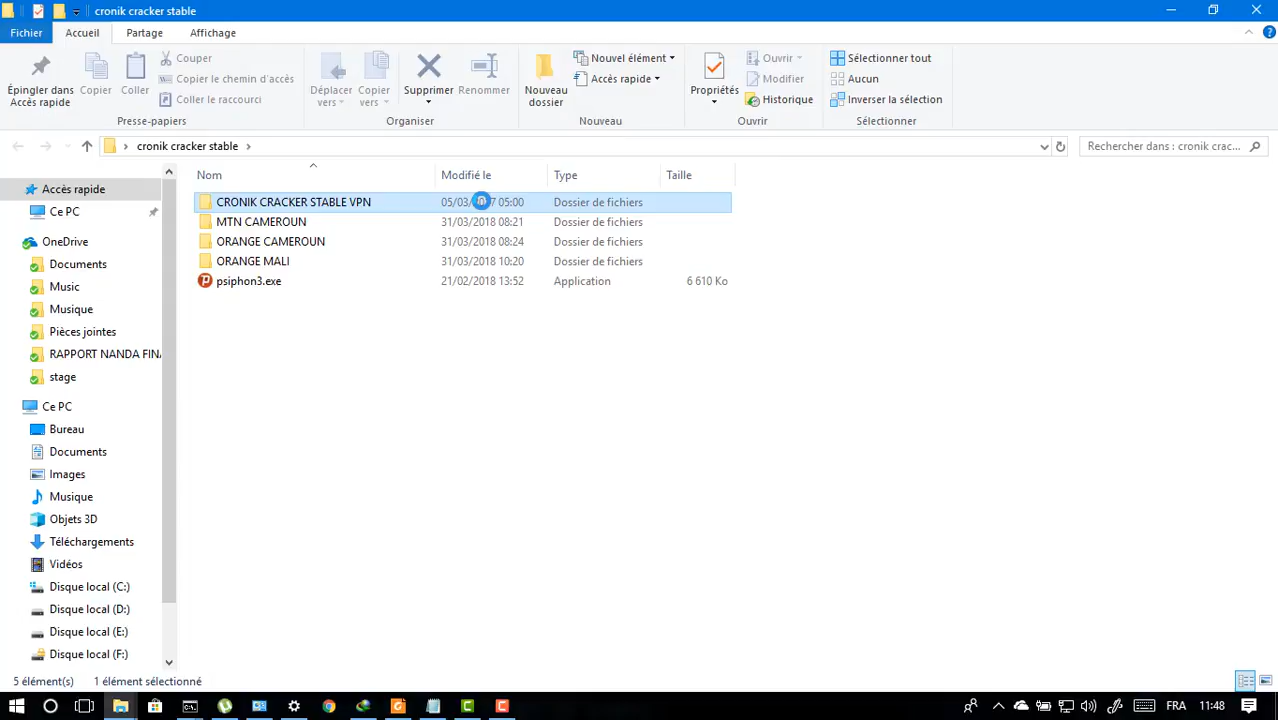 cronik cracker stable
Fichier Accueil Partage Affichage
Épingler dans Accès rapide
Copier
Coller
Couper
Copier le chemin d'accès
Coller le raccourci
Presse-papiers
Déplacer vers
Copier vers
Supprimer
Renommer
Organiser
Nouveau dossier
Nouvel élément
Accès rapide
Nouveau
Propriétés
Ouvrir
Modifier
Historique
Ouvrir
Sélectionner tout
Aucun
Inverser la sélection
Sélectionner
cronik cracker stable
Rechercher dans : cronik crac...
Nom Modifié le Type Taille
CRONIK CRACKER STABLE VPN 05:00 Dossier de fichiers
MTN CAMEROUN 31/03/2018 08:21 Dossier de fichiers
ORANGE CAMEROUN 31/03/2018 08:24 Dossier de fichiers
ORANGE MALI 31/03/2018 10:20 Dossier de fichiers
psiphon3.exe 21/02/2018 13:52 Application 6 610 Ko
Accès rapide
Ce PC
OneDrive
Documents
Music
Musique
Pièces jointes
RAPPORT NANDA FINA
stage
Ce PC
Bureau
Documents
Images
Musique
Objets 3D
Téléchargements
Vidéos
Disque local (C:)
Disque local (D:)
Disque local (E:)
Disque local (F:)
5 élément(s) 1 élément sélectionné
FRA 11:48